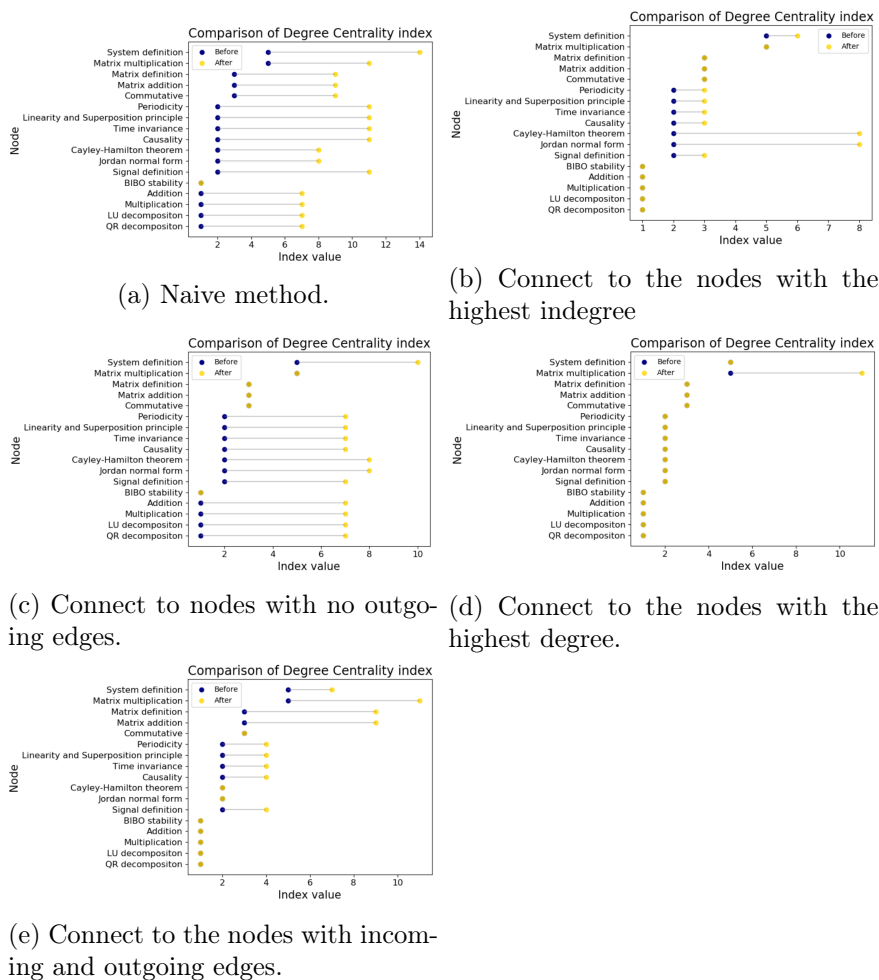 Comparison of Degree Centrality index
System definition
Matrix multiplication
Matrix definition
Matrix addition
Commutative
Periodicity
Linearity and Superposition principle
Time invariance
Causality
Cayley-Hamilton theorem
Jordan normal form
Signal definition
BIBO stability
Addition
Multiplication
LU decompositon
QR decompositon
Node
Before
After
2 4 6 8 10 12 14
Index value
(a) Naive method.
Comparison of Degree Centrality index
System definition
Matrix multiplication
Matrix definition
Matrix addition
Commutative
Periodicity
Linearity and Superposition principle
Time invariance
Causality
Cayley-Hamilton theorem
Jordan normal form
Signal definition
BIBO stability
Addition
Multiplication
LU decompositon
QR decompositon
Node
Before
After
1 2 3 4 5 6 7 8
Index value
(b) Connect to the nodes with the
highest indegree
Comparison of Degree Centrality index
System definition
Matrix multiplication
Matrix definition
Matrix addition
Commutative
Periodicity
Linearity and Superposition principle
Time invariance
Causality
Cayley-Hamilton theorem
Jordan normal form
Signal definition
BIBO stability
Addition
Multiplication
LU decompositon
QR decompositon
Node
Before
After
2 4 6 8 10
Index value
(c) Connect to nodes with no outgo-
ing edges.
Comparison of Degree Centrality index
System definition
Matrix multiplication
Matrix definition
Matrix addition
Commutative
Periodicity
Linearity and Superposition principle
Time invariance
Causality
Cayley-Hamilton theorem
Jordan normal form
Signal definition
BIBO stability
Addition
Multiplication
LU decompositon
QR decompositon
Node
Before
After
2 4 6 8 10
Index value
(d) Connect to the nodes with the
highest degree.
Comparison of Degree Centrality index
System definition
Matrix multiplication
Matrix definition
Matrix addition
Commutative
Periodicity
Linearity and Superposition principle
Time invariance
Causality
Cayley-Hamilton theorem
Jordan normal form
Signal definition
BIBO stability
Addition
Multiplication
LU decompositon
QR decompositon
Node
Before
After
2 4 6 8 10
Index value
(e) Connect to the nodes with incom-
ing and outgoing edges.